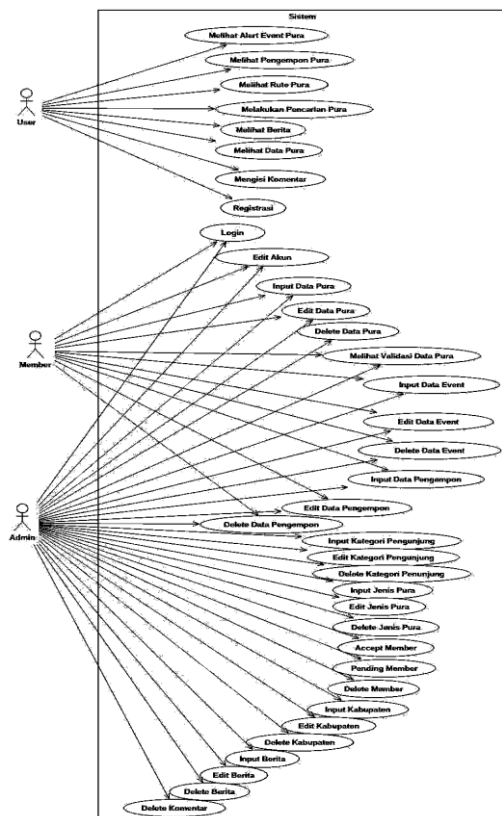 Sistem
Melihat Alert Event Pura
Melihat Pengempon Pura
Melihat Rute Pura
Melakukan Pencarian Pura
User
Melihat Berita
Melihat Data Pura
Mengisi Komentar
Registrasi
Login
Edit Akun
Input Data Pura
Edit Data Pura
Delete Data Pura
Melihat Validasi Data Pura
Member
Input Data Event
Edit Data Event
Delete Data Event
Input Data Pengempon
Edit Data Pengempon
Delete Data Pengempon
Admin
Input Kategori Pengunjung
Edit Kategori Pengunjung
Delete Kategori Penunjung
Input Jenis Pura
Edit Jenis Pura
Delete Jenis Pura
Accept Member
Pending Member
Delete Member
Input Kabupaten
Edit Kabupaten
Delete Kabupaten
Input Berita
Edit Berita
Delete Berita
Delete Komentar